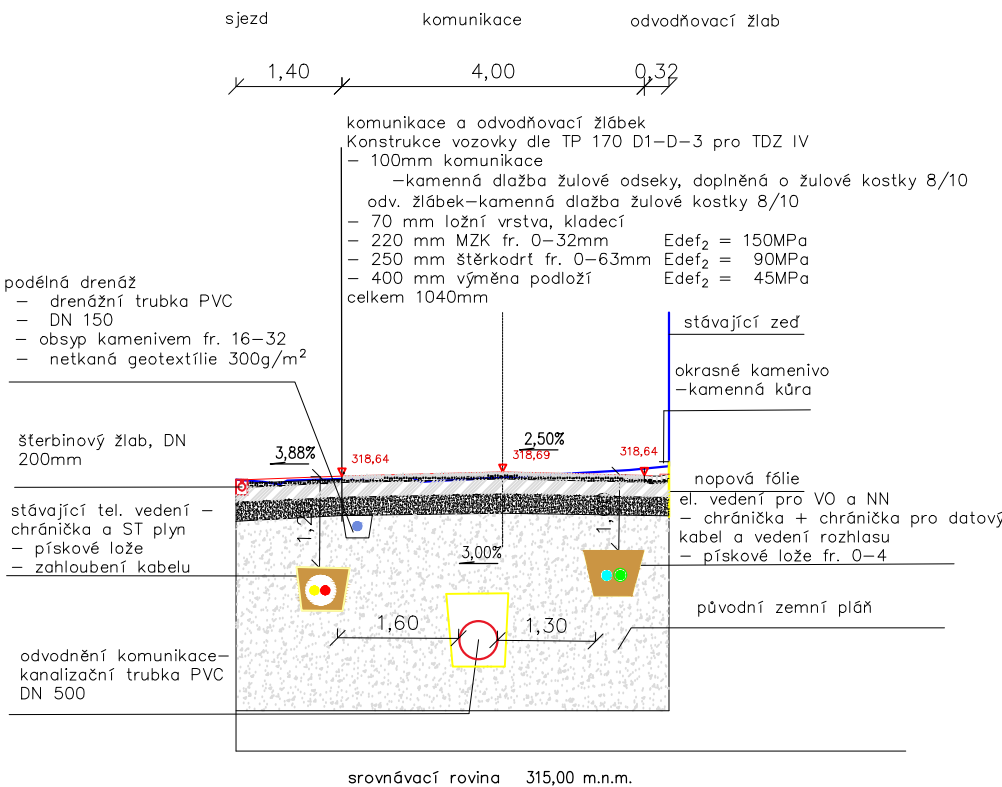 sjezd
komunikace
odvodňovací žlab
1,40
4,00
0,32
komunikace a odvodňovací žlábek
Konstrukce vozovky dle TP 170 D1-D-3 pro TDZ IV
- 100mm komunikace
-kamenná dlažba žulové odseky, doplněná o žulové kostky 8/10
odv. žlábek-kamenná dlažba žulové kostky 8/10
- 70 mm ložní vrstva, kladecí
- 220 mm MZK fr. 0-32mm Edef₂ = 150MPa
- 250 mm štěrkodrť fr. 0-63mm Edef₂ = 90MPa
- 400 mm výměna podloží Edef₂ = 45MPa
celkem 1040mm
podélná drenáž
- drenážní trubka PVC
- DN 150
- obsyp kamenivem fr. 16-32
- netkaná geotextílie 300g/m²
stávající zeď
okrasné kamenivo
-kamenná kůra
šterbinový žlab, DN
200mm
3,88%
318,64
2,50%
318,69
318,64
nopová fólie
el. vedení pro VO a NN
- chránička + chránička pro datový
kabel a vedení rozhlasu
- pískové lože fr. 0-4
stávající tel. vedení -
chránička a ST plyn
- pískové lože
- zahloubení kabelu
3,00%
původní zemní pláň
1,60
1,30
odvodnění komunikace-
kanalizační trubka PVC
DN 500
srovnávací rovina 315,00 m.n.m.